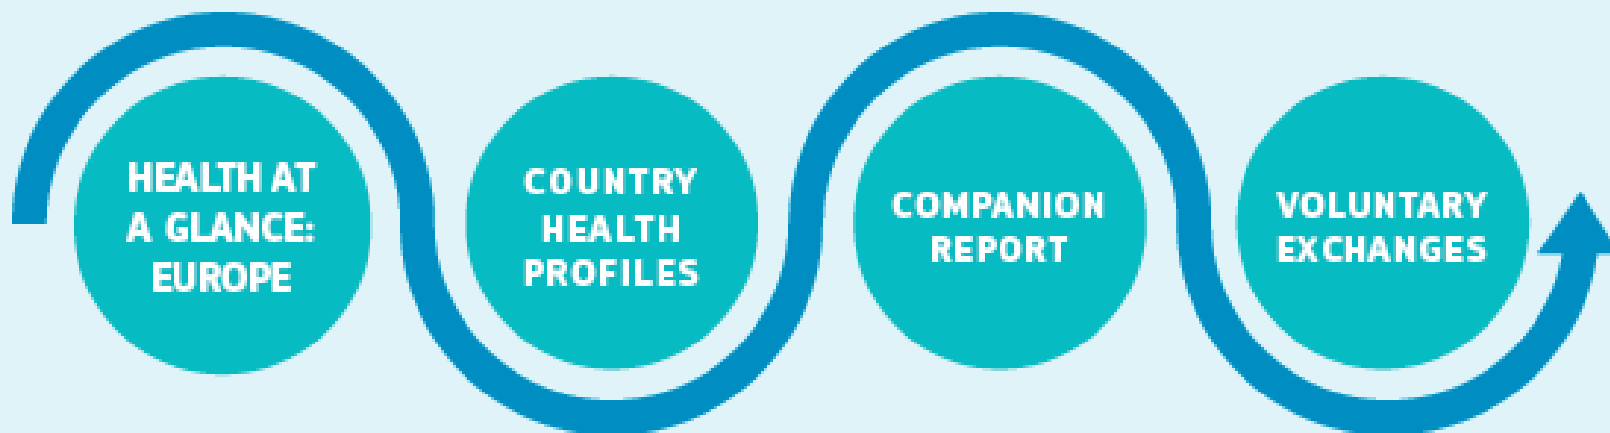 HEALTH AT
A GLANCE:
EUROPE
COUNTRY
HEALTH
PROFILES
COMPANION
REPORT
VOLUNTARY
EXCHANGES